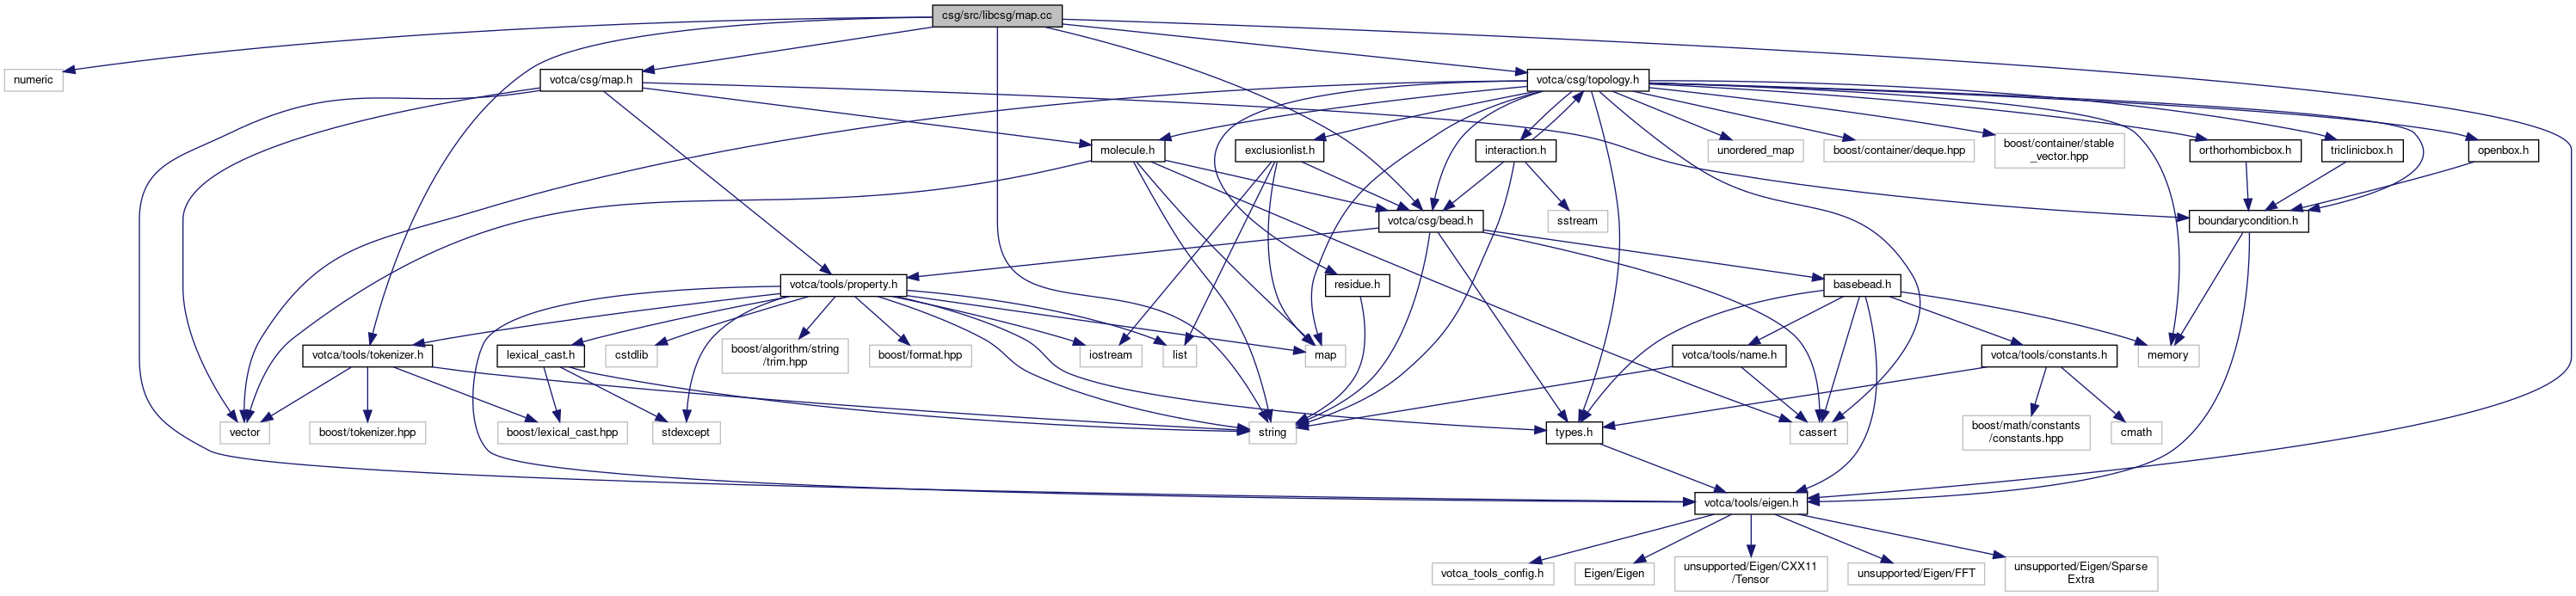 csg/src/libcsg/map.cc
numeric
votca/csg/map.h
votca/csg/topology.h
molecule.h
exclusionlist.h
interaction.h
unordered_map
boost/container/deque.hpp
boost/container/stable
_vector.hpp
orthorhombicbox.h
triclinicbox.h
openbox.h
votca/csg/bead.h
sstream
boundarycondition.h
votca/tools/property.h
residue.h
basebead.h
votca/tools/tokenizer.h
lexical_cast.h
cstdlib
boost/algorithm/string
/trim.hpp
boost/format.hpp
iostream
list
map
votca/tools/name.h
votca/tools/constants.h
memory
vector
boost/tokenizer.hpp
boost/lexical_cast.hpp
stdexcept
string
types.h
cassert
boost/math/constants
/constants.hpp
cmath
votca/tools/eigen.h
votca_tools_config.h
Eigen/Eigen
unsupported/Eigen/CXX11
/Tensor
unsupported/Eigen/FFT
unsupported/Eigen/Sparse
Extra